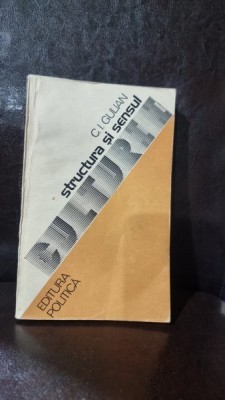 C. I. GULIAN
structura și sensul
CULTURII
EDITURA
POLITICĂ